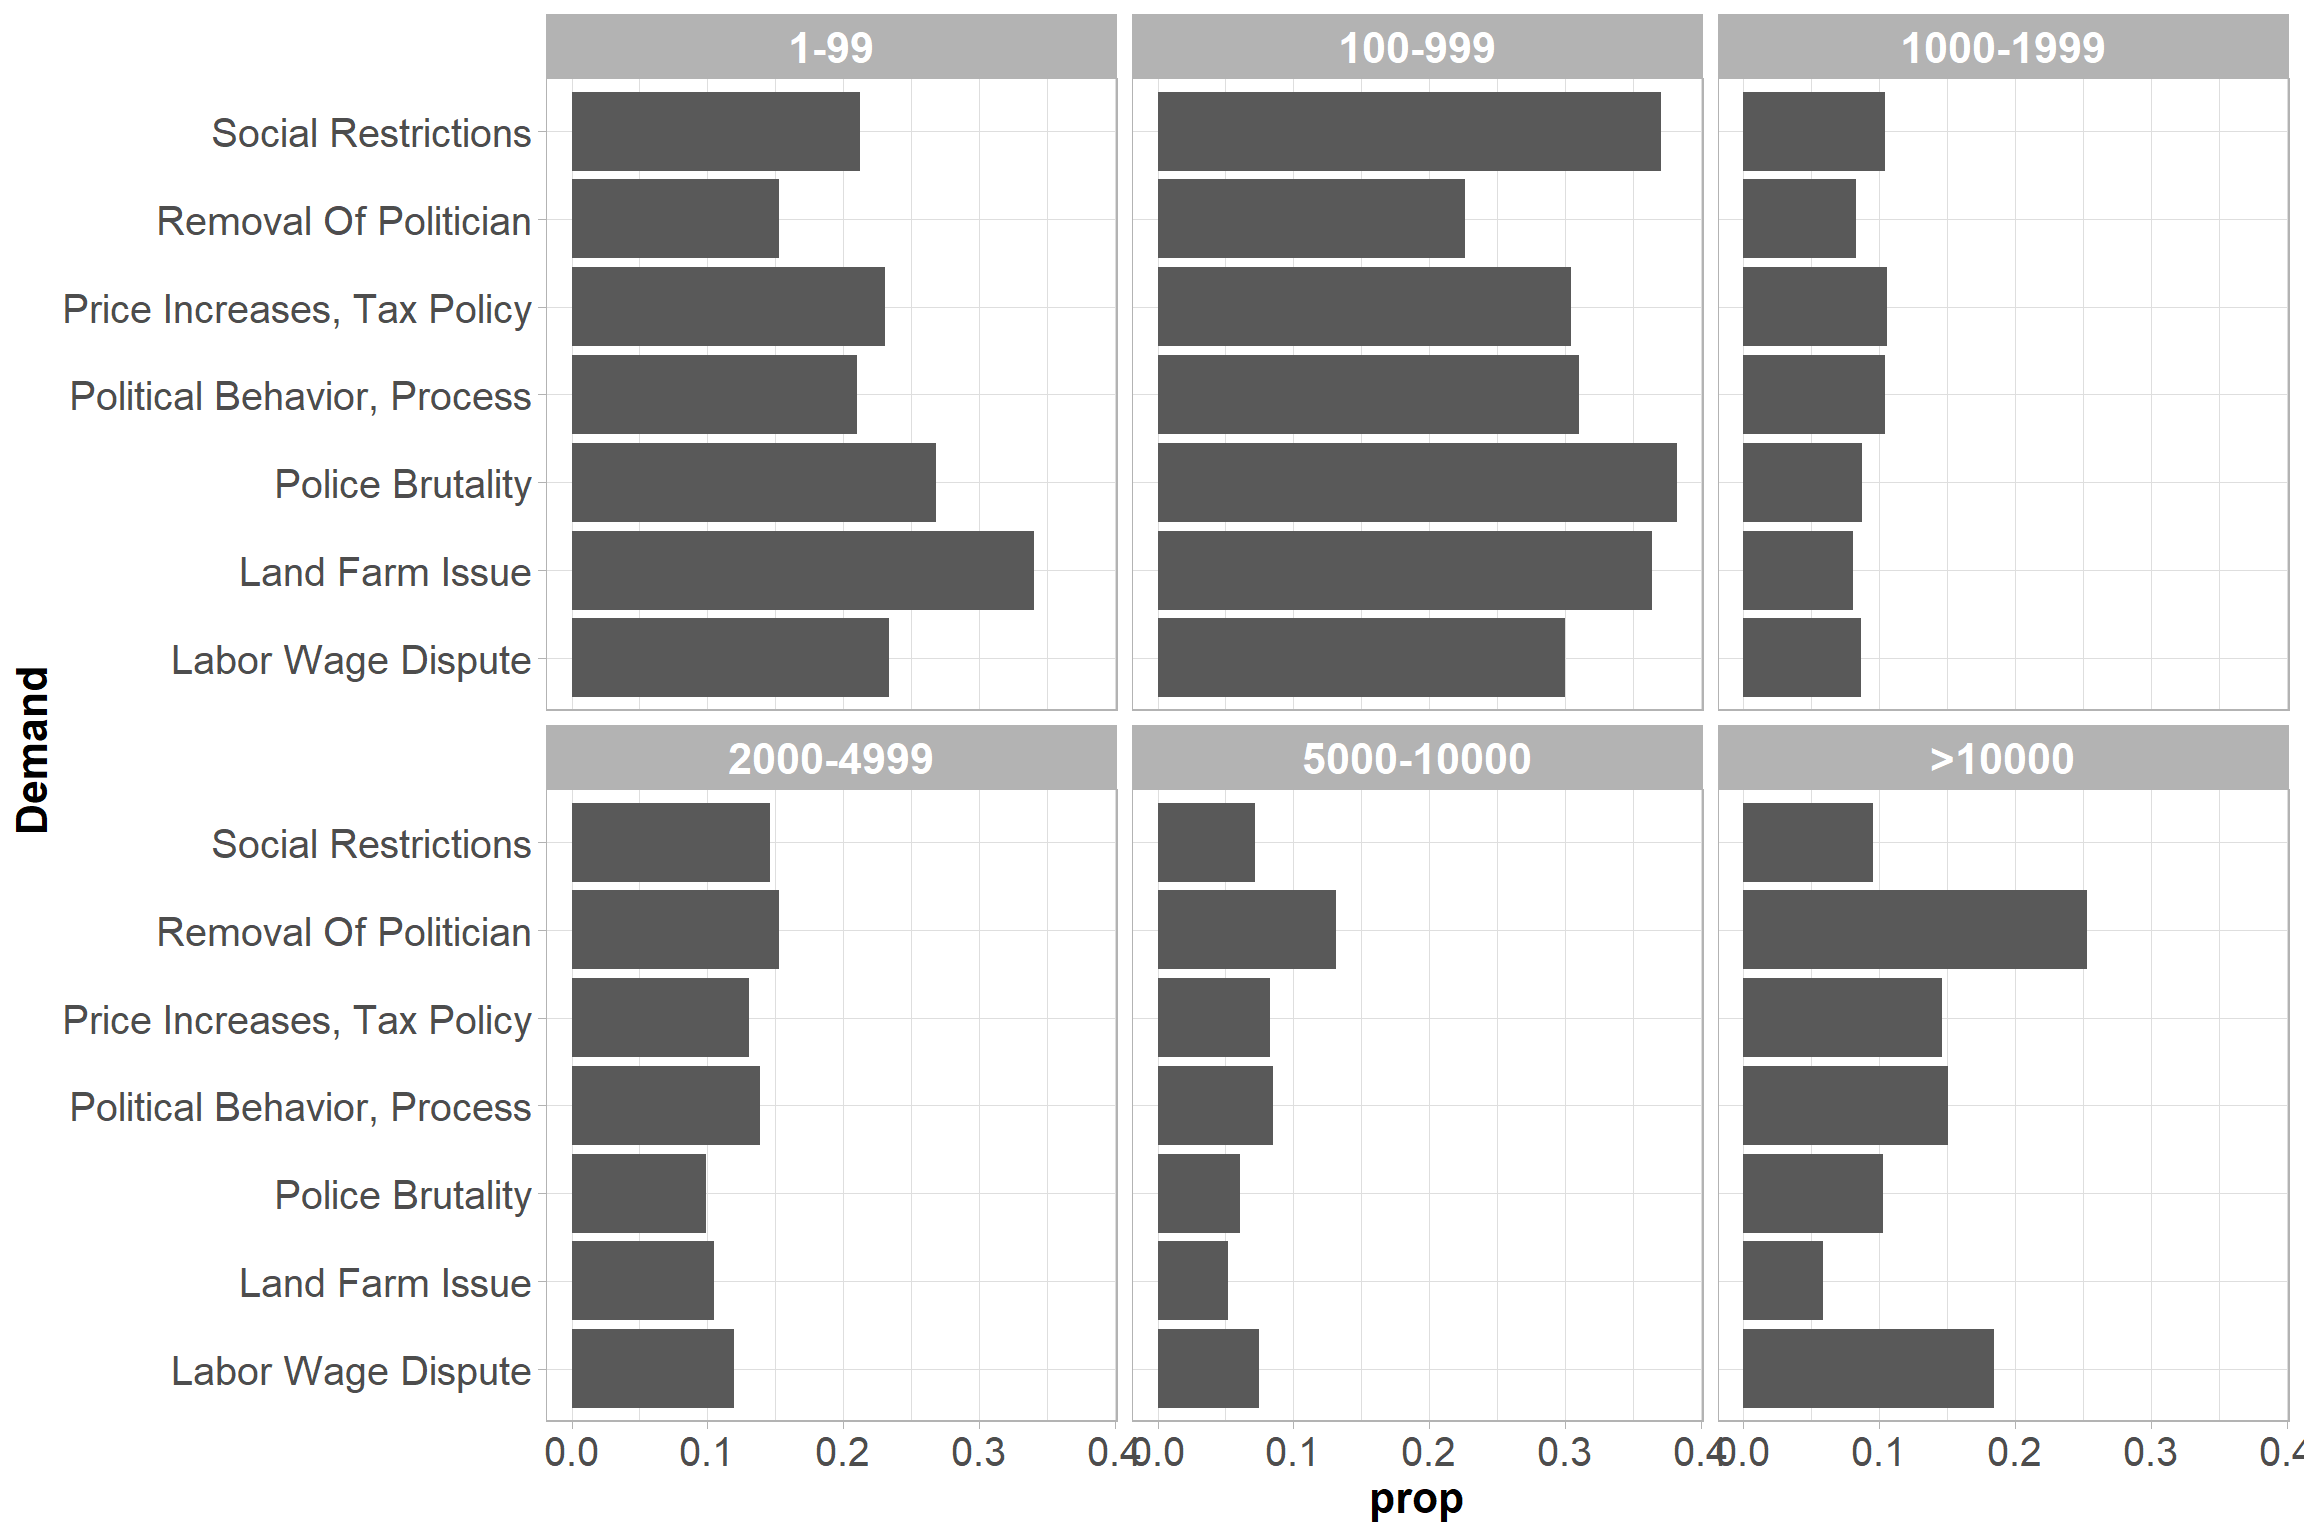 1-99
100-999
1000-1999
Social Restrictions
Removal Of Politician
Price Increases, Tax Policy
Political Behavior, Process
Police Brutality
Land Farm Issue
Labor Wage Dispute
Demand
2000-4999
5000-10000
>10000
Social Restrictions
Removal Of Politician
Price Increases, Tax Policy
Political Behavior, Process
Police Brutality
Land Farm Issue
Labor Wage Dispute
0.0 0.1 0.2 0.3 0.4
0.0 0.1 0.2 0.3 0.4
0.0 0.1 0.2 0.3 0.4
prop